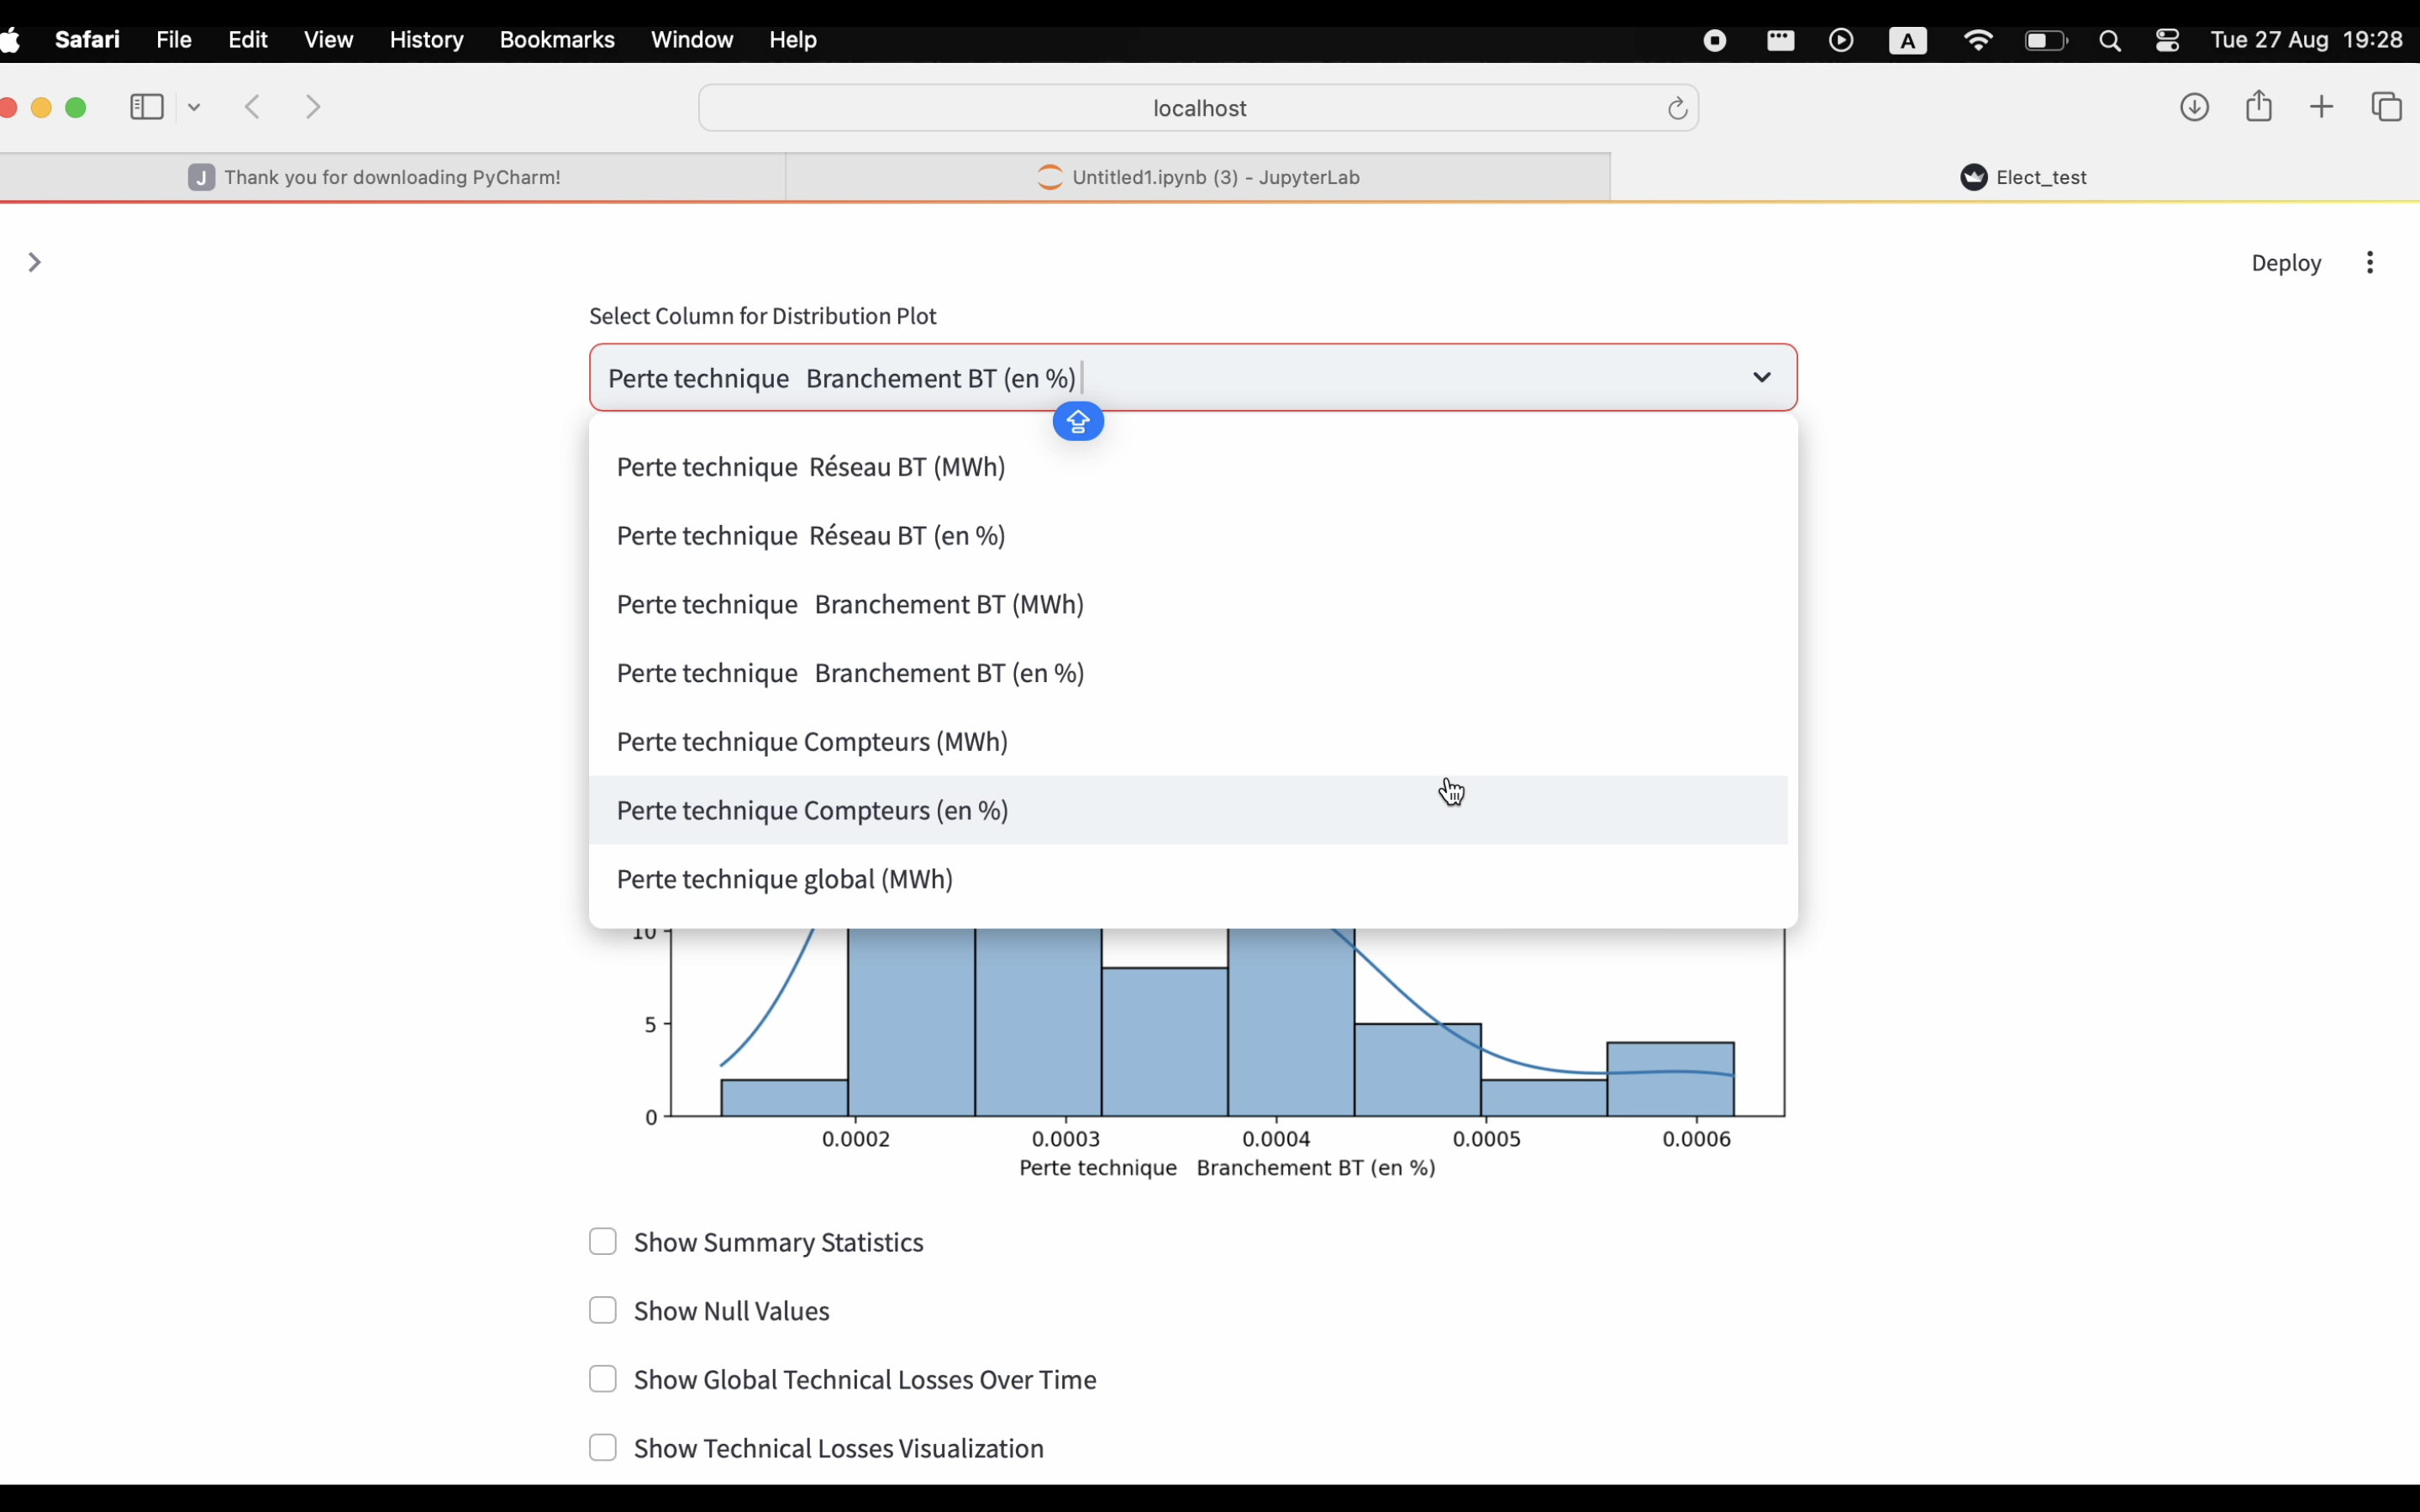 Safari File Edit View History Bookmarks Window Help A Tue 27 Aug 19:28
localhost
J Thank you for downloading PyCharm! Untitled1.ipynb (3) - JupyterLab Elect_test
Deploy
Select Column for Distribution Plot
Perte technique   Branchement BT (en %)
Perte technique  Réseau BT (MWh)
Perte technique  Réseau BT (en %)
Perte technique   Branchement BT (MWh)
Perte technique   Branchement BT (en %)
Perte technique Compteurs (MWh)
Perte technique Compteurs (en %)
Perte technique global (MWh)
10
5
0
0.0002 0.0003 0.0004 0.0005 0.0006
Perte technique   Branchement BT (en %)
Show Summary Statistics
Show Null Values
Show Global Technical Losses Over Time
Show Technical Losses Visualization